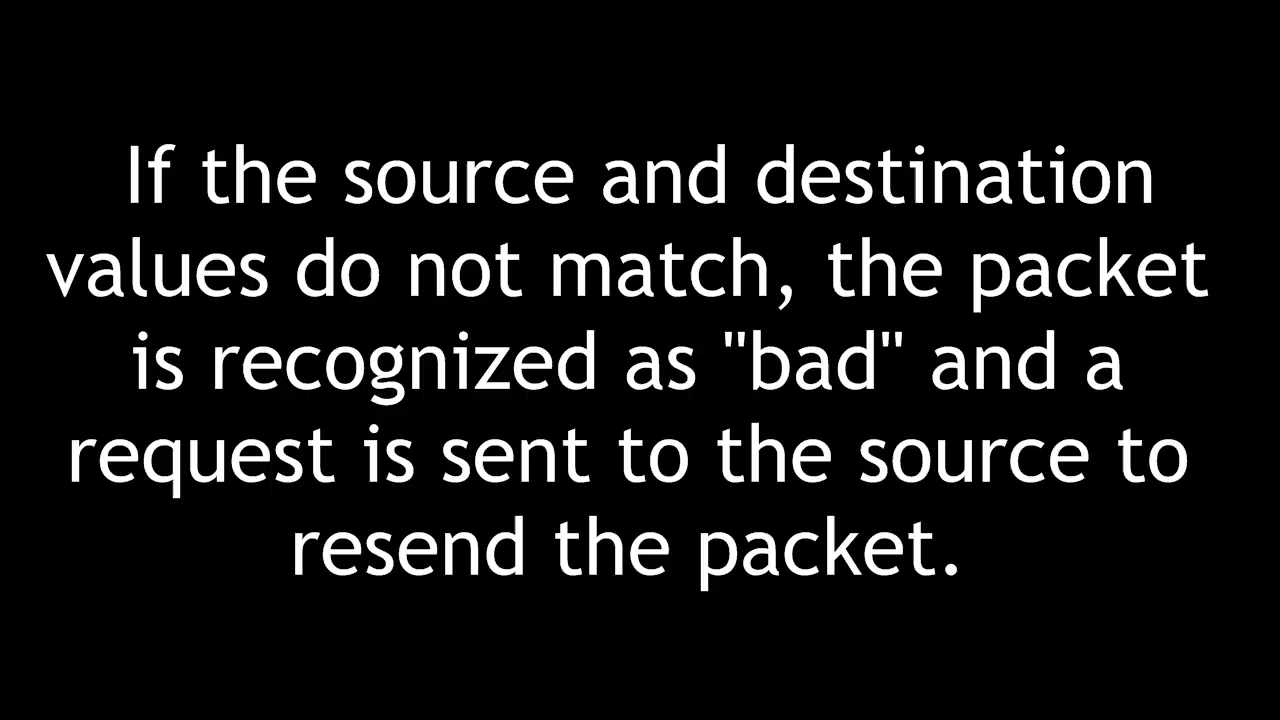 If the source and destination
values do not match, the packet
is recognized as "bad" and a
request is sent to the source to
resend the packet.